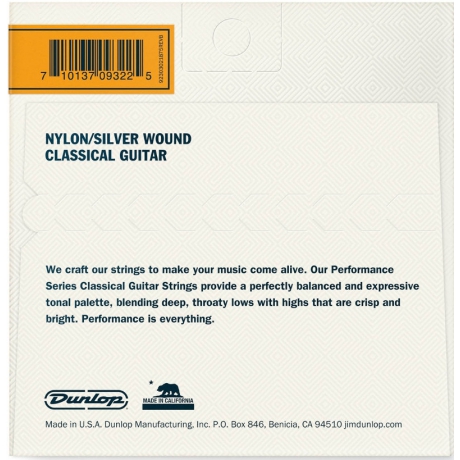 7 10137 09322 5
NYLON/SILVER WOUND
CLASSICAL GUITAR
We craft our strings to make your music come alive. Our Performance
Series Classical Guitar Strings provide a perfectly balanced and expressive
tonal palette, blending deep, throaty lows with highs that are crisp and
bright. Performance is everything.
Dunlop
MADE IN CALIFORNIA
Made in U.S.A. Dunlop Manufacturing, Inc. P.O. Box 846, Benicia, CA 94510 jimdunlop.com